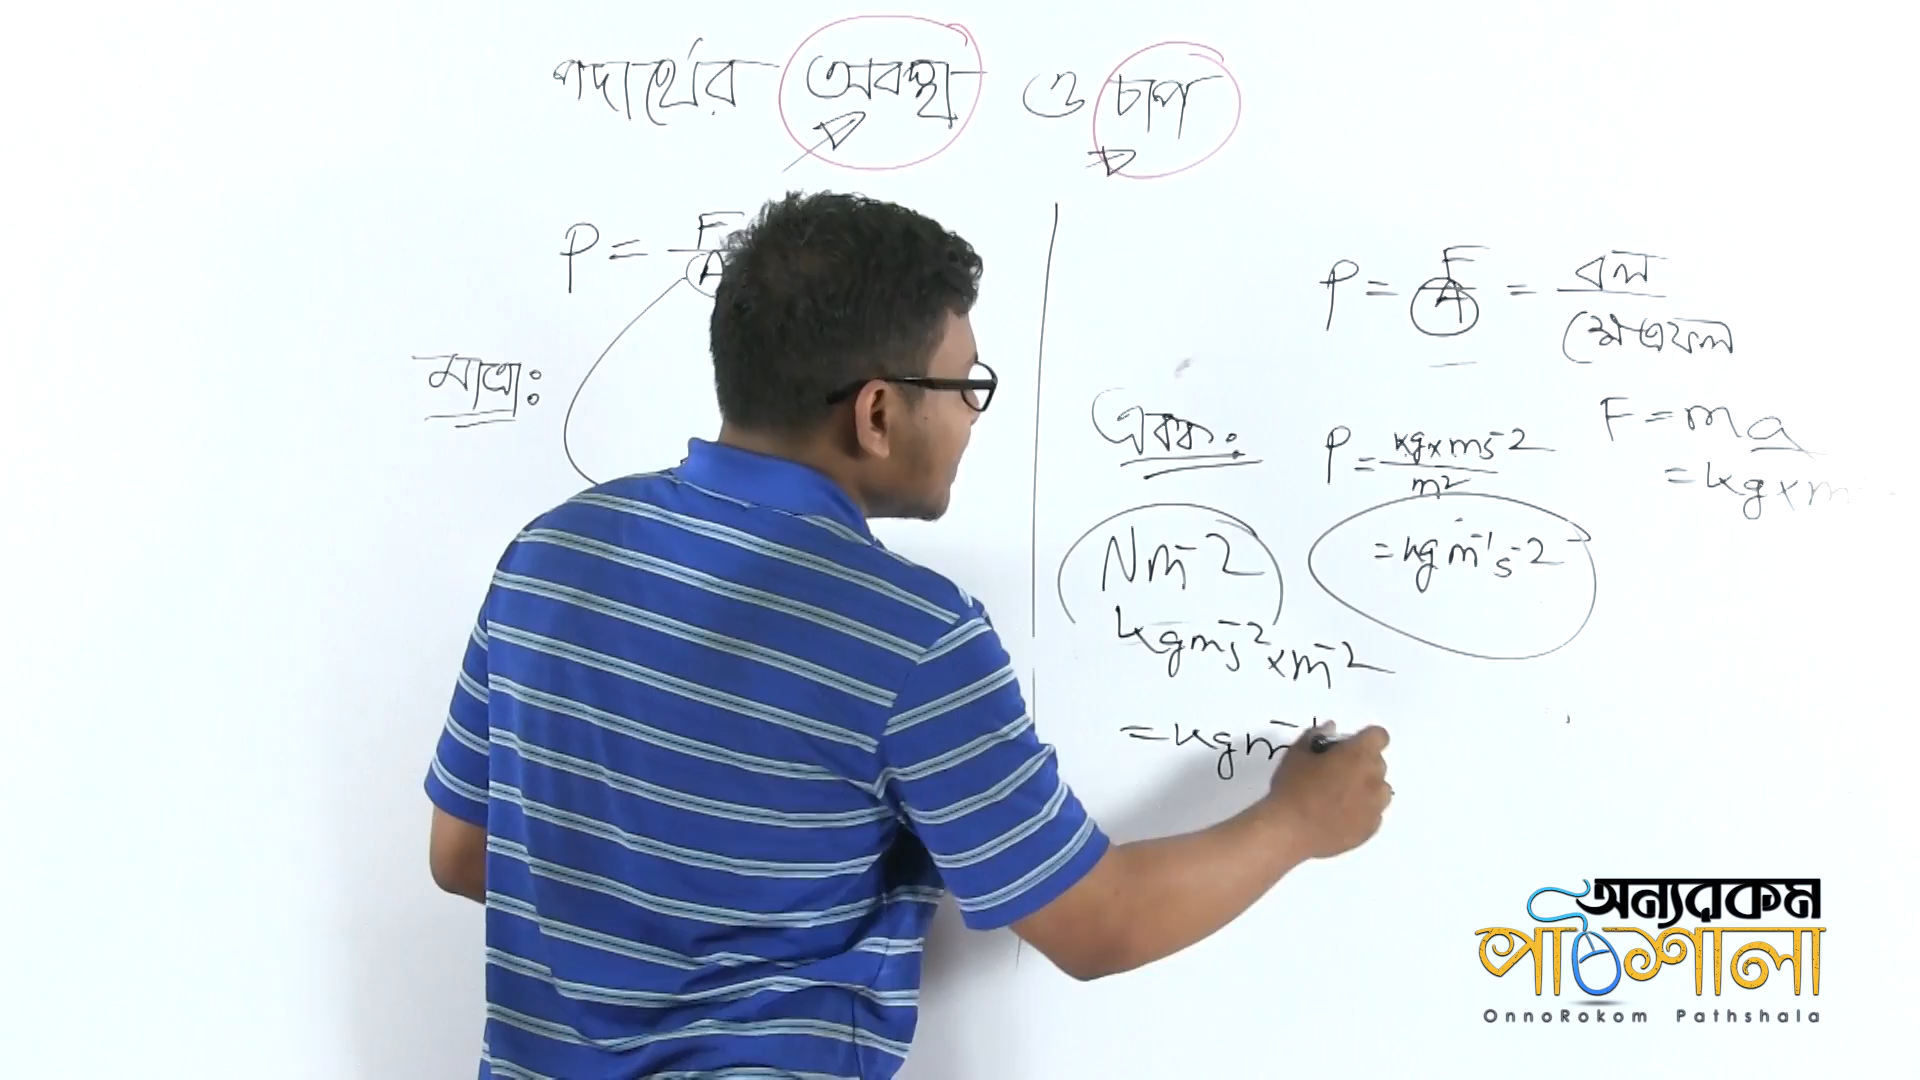 পদার্থের অবস্থা ও চাপ
P = F
A
মাত্রা:
P = F/A = বল/ক্ষেত্রফল
F = ma
= kg x m
একক:
P = kg x ms⁻²/m²
= kg m⁻¹s⁻²
Nm⁻²
kgms⁻² x m⁻²
= kgm⁻¹
অন্যরকম
পাঠশালা
OnnoRokom Pathshala